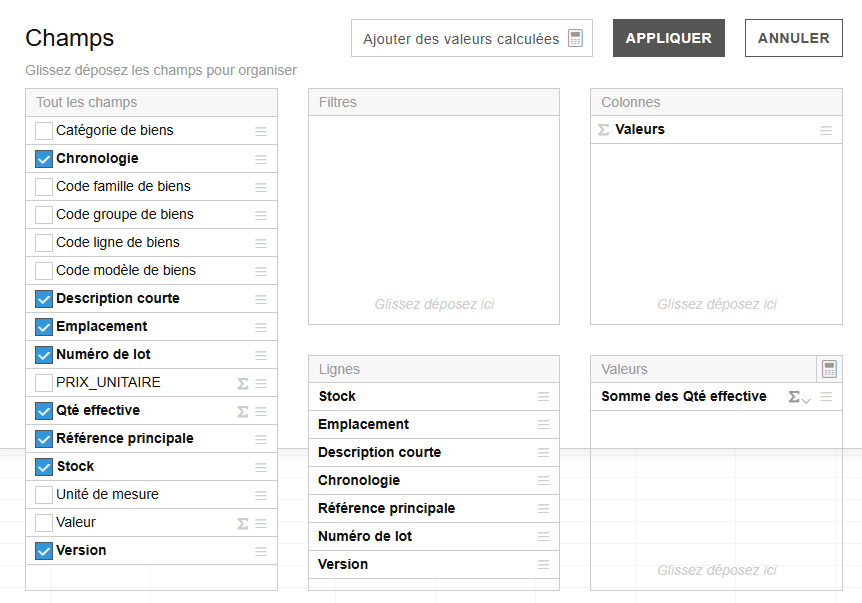 Champs
Ajouter des valeurs calculées
APPLIQUER
ANNULER
Glissez déposez les champs pour organiser
Tout les champs
Catégorie de biens
Chronologie
Code famille de biens
Code groupe de biens
Code ligne de biens
Code modèle de biens
Description courte
Emplacement
Numéro de lot
PRIX_UNITAIRE Σ
Qté effective Σ
Référence principale
Stock
Unité de mesure
Valeur Σ
Version
Filtres
Glissez déposez ici
Colonnes
Σ Valeurs
Glissez déposez ici
Lignes
Stock
Emplacement
Description courte
Chronologie
Référence principale
Numéro de lot
Version
Valeurs
Somme des Qté effective Σ
Glissez déposez ici